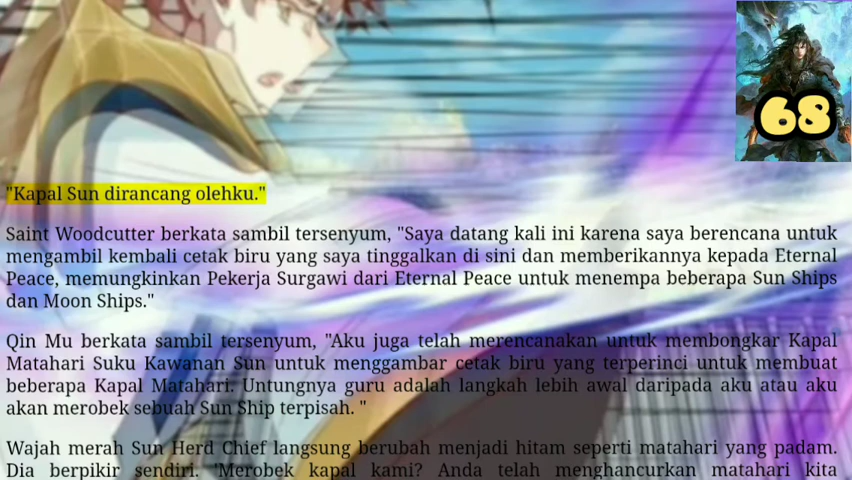 68
"Kapal Sun dirancang olehku."
Saint Woodcutter berkata sambil tersenyum, "Saya datang kali ini karena saya berencana untuk
mengambil kembali cetak biru yang saya tinggalkan di sini dan memberikannya kepada Eternal
Peace, memungkinkan Pekerja Surgawi dari Eternal Peace untuk menempa beberapa Sun Ships
dan Moon Ships."
Qin Mu berkata sambil tersenyum, "Aku juga telah merencanakan untuk membongkar Kapal
Matahari Suku Kawanan Sun untuk menggambar cetak biru yang terperinci untuk membuat
beberapa Kapal Matahari. Untungnya guru adalah langkah lebih awal daripada aku atau aku
akan merobek sebuah Sun Ship terpisah. "
Wajah merah Sun Herd Chief langsung berubah menjadi hitam seperti matahari yang padam.
Dia berpikir sendiri. 'Merobek kapal kami? Anda telah menghancurkan matahari kita